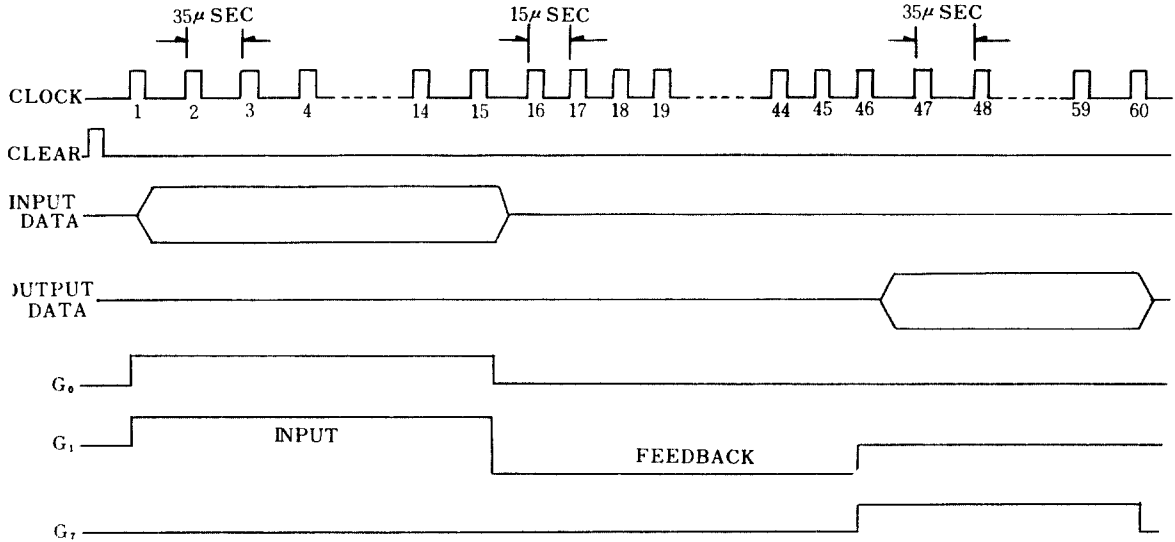 35μ SEC 15μ SEC 35μ SEC
CLOCK
1 2 3 4 14 15 16 17 18 19 44 45 46 47 48 59 60
CLEAR
INPUT
DATA
OUTPUT
DATA
G₀
G₁ INPUT FEEDBACK
G₇